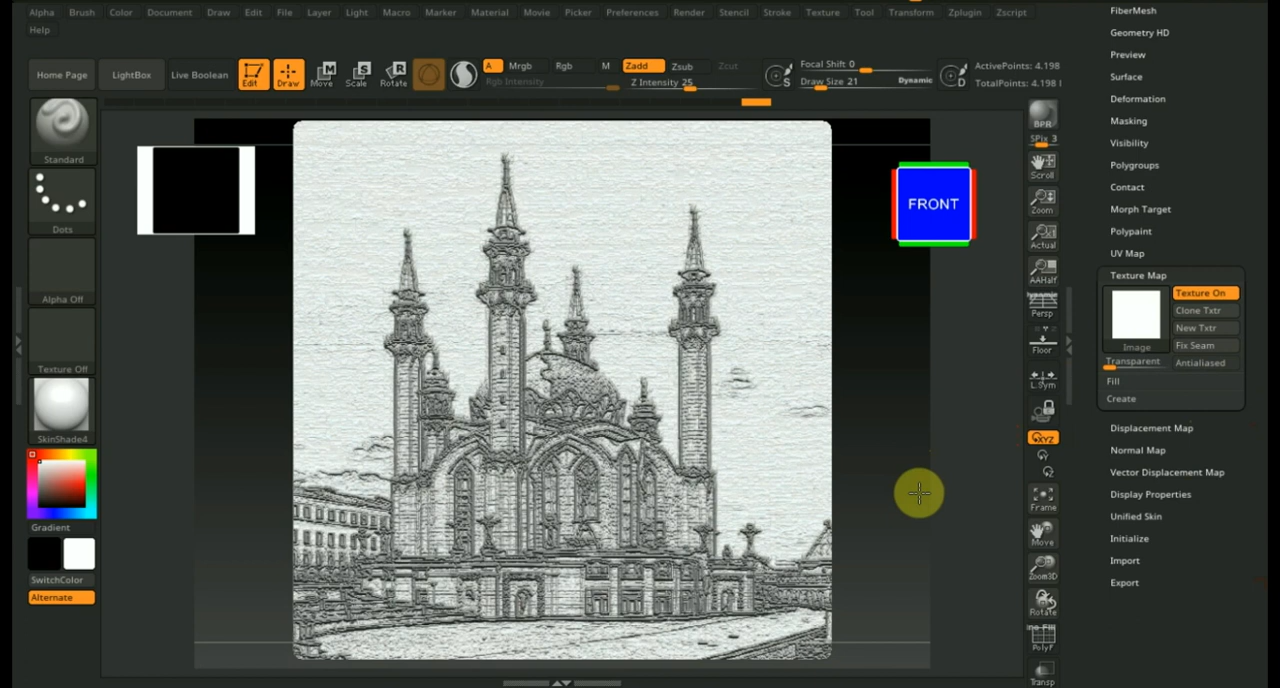 Alpha Brush Color Document Draw Edit File Layer Light Macro Marker Material Movie Picker Preferences Render Stencil Stroke Texture Tool Transform Zplugin Zscript
Help
Home Page LightBox Live Boolean Edit Draw Move Scale Rotate
A Mrgb Rgb M Zadd Zsub Zcut
Rgb Intensity Z Intensity 25
Focal Shift 0
Draw Size 21 Dynamic
ActivePoints: 4.198
TotalPoints: 4.198
Standard
Dots
Alpha Off
Texture Off
SkinShade4
Gradient
SwitchColor
Alternate
FRONT
BPR
SPix 3
Scroll
Zoom
Actual
AAHalf
Persp
Floor
L.Sym
XYZ
Frame
Move
Zoom3D
Rotate
PolyF
Transp
FiberMesh
Geometry HD
Preview
Surface
Deformation
Masking
Visibility
Polygroups
Contact
Morph Target
Polypaint
UV Map
Texture Map
Texture On
Clone Txtr
New Txtr
Image Fix Seam
Transparent Antialiased
Fill
Create
Displacement Map
Normal Map
Vector Displacement Map
Display Properties
Unified Skin
Initialize
Import
Export